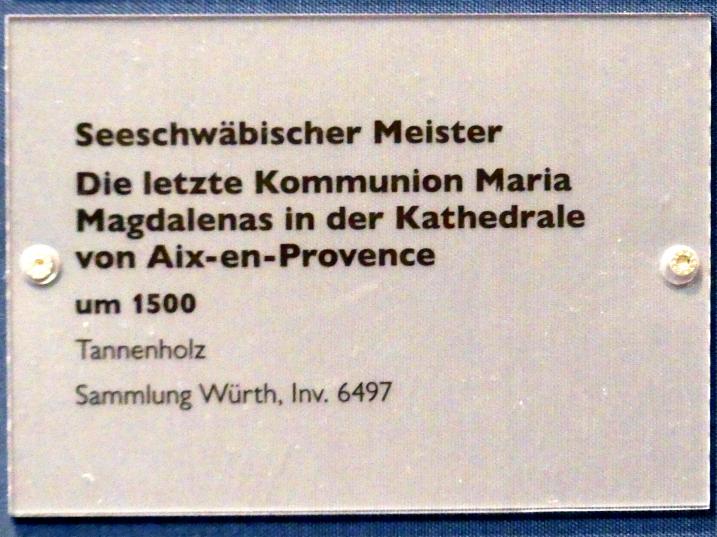 Seeschwäbischer Meister
Die letzte Kommunion Maria
Magdalenas in der Kathedrale
von Aix-en-Provence
um 1500
Tannenholz
Sammlung Würth, Inv. 6497